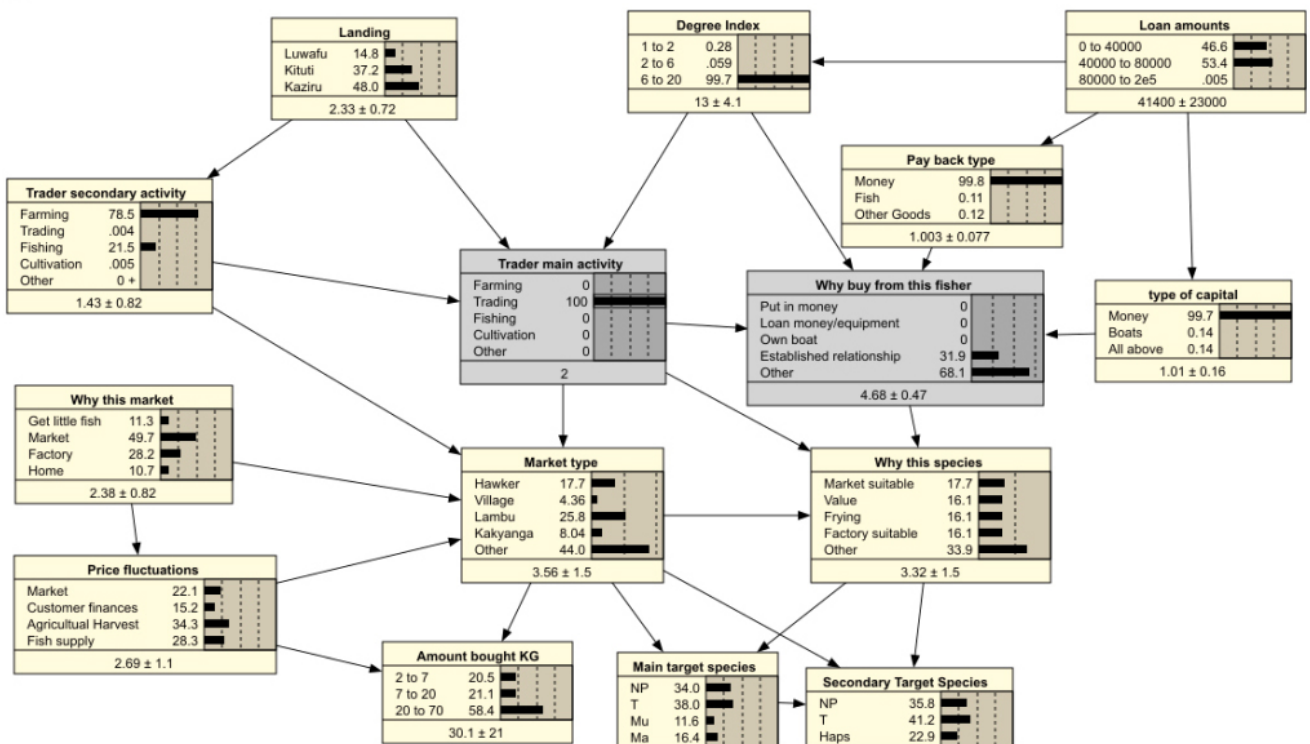 Landing
Luwafu 14.8
Kituti 37.2
Kaziru 48.0
2.33 ± 0.72
Degree Index
1 to 2 0.28
2 to 6 .059
6 to 20 99.7
13 ± 4.1
Loan amounts
0 to 40000 46.6
40000 to 80000 53.4
80000 to 2e5 .005
41400 ± 23000
Pay back type
Money 99.8
Fish 0.11
Other Goods 0.12
1.003 ± 0.077
Trader secondary activity
Farming 78.5
Trading .004
Fishing 21.5
Cultivation .005
Other 0 +
1.43 ± 0.82
Trader main activity
Farming 0
Trading 100
Fishing 0
Cultivation 0
Other 0
2
Why buy from this fisher
Put in money 0
Loan money/equipment 0
Own boat 0
Established relationship 31.9
Other 68.1
4.68 ± 0.47
type of capital
Money 99.7
Boats 0.14
All above 0.14
1.01 ± 0.16
Why this market
Get little fish 11.3
Market 49.7
Factory 28.2
Home 10.7
2.38 ± 0.82
Market type
Hawker 17.7
Village 4.36
Lambu 25.8
Kakyanga 8.04
Other 44.0
3.56 ± 1.5
Why this species
Market suitable 17.7
Value 16.1
Frying 16.1
Factory suitable 16.1
Other 33.9
3.32 ± 1.5
Price fluctuations
Market 22.1
Customer finances 15.2
Agricultual Harvest 34.3
Fish supply 28.3
2.69 ± 1.1
Amount bought KG
2 to 7 20.5
7 to 20 21.1
20 to 70 58.4
30.1 ± 21
Main target species
NP 34.0
T 38.0
Mu 11.6
Ma 16.4
Secondary Target Species
NP 35.8
T 41.2
Haps 22.9